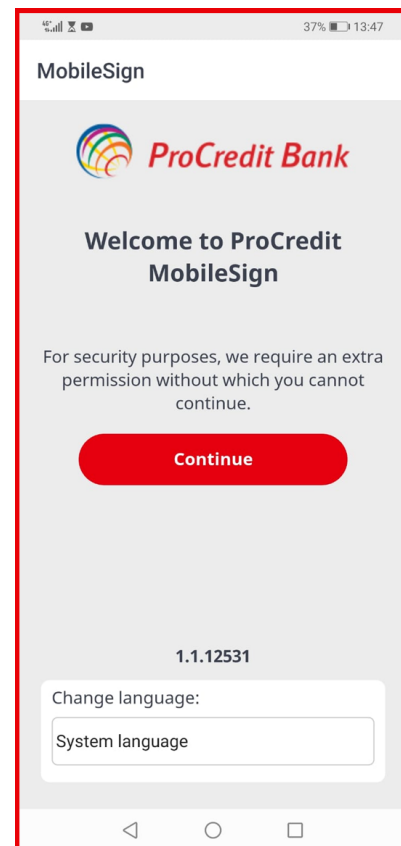 37% 13:47
MobileSign
ProCredit Bank
Welcome to ProCredit
MobileSign
For security purposes, we require an extra
permission without which you cannot
continue.
Continue
1.1.12531
Change language:
System language